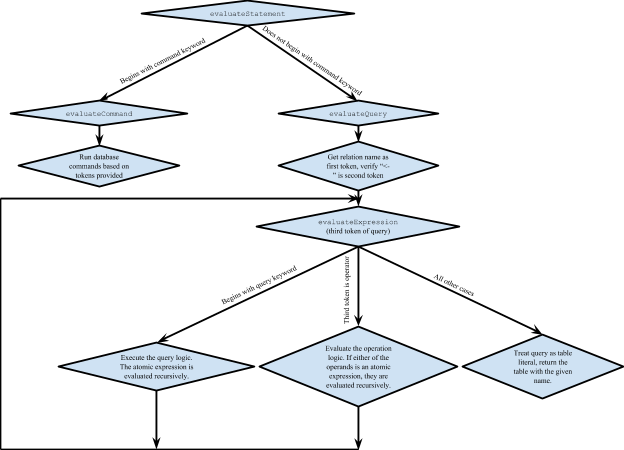 evaluateStatement
Begins with command keyword
Does not begin with command keyword
evaluateCommand
evaluateQuery
Run database
commands based on
tokens provided
Get relation name as
first token, verify “<-
” is second token
evaluateExpression
(third token of query)
Begins with query keyword
Third token is operator
All other cases
Execute the query logic.
The atomic expression is
evaluated recursively.
Evaluate the operation
logic. If either of the
operands is an atomic
expression, they are
evaluated recursively.
Treat query as table
literal, return the
table with the given
name.